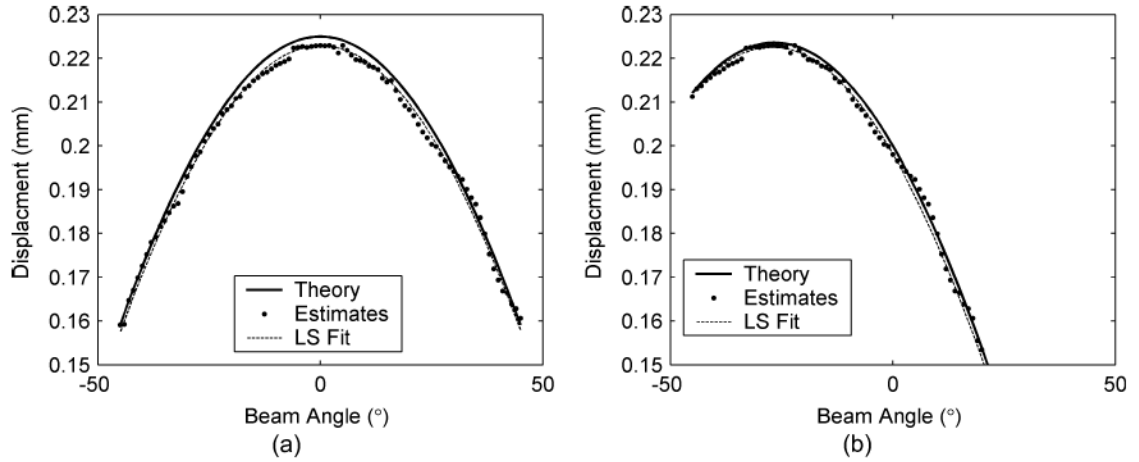 0.23
0.22
0.21
0.2
0.19
0.18
0.17
0.16
0.15
Displacment (mm)
-50
0
50
Beam Angle (°)
Theory
Estimates
LS Fit
(a)
0.23
0.22
0.21
0.2
0.19
0.18
0.17
0.16
0.15
Displacment (mm)
-50
0
50
Beam Angle (°)
Theory
Estimates
LS Fit
(b)